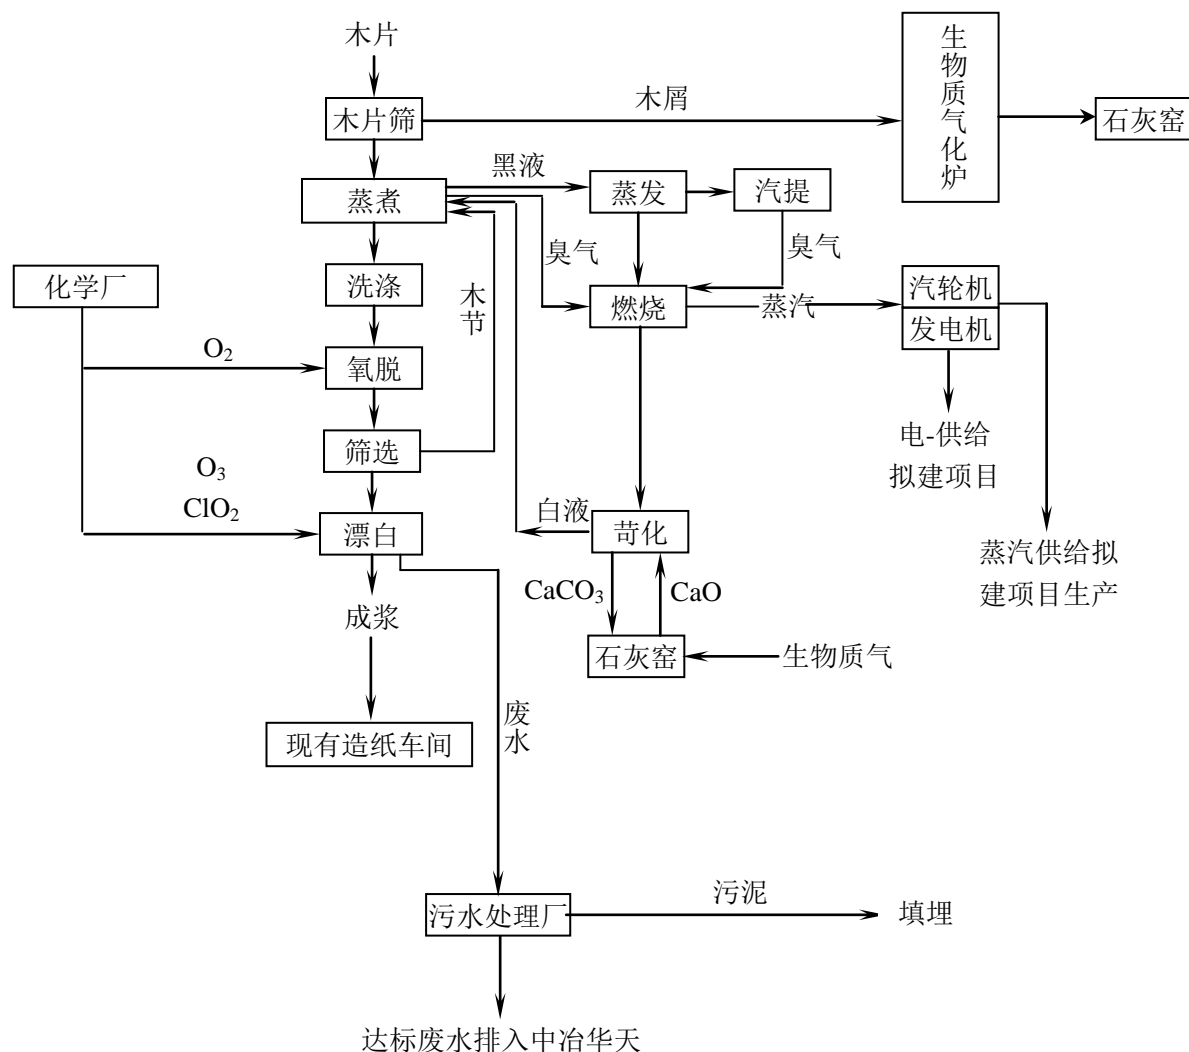 木片
木屑
生物质气化炉
木片筛
石灰窑
黑液
蒸煮
蒸发
汽提
臭气
臭气
化学厂
洗涤
木节
燃烧
蒸汽
汽轮机
发电机
O₂
氧脱
电-供给
拟建项目
筛选
O₃
ClO₂
白液
漂白
苛化
蒸汽供给拟
建项目生产
CaCO₃
CaO
成浆
石灰窑
生物质气
废水
现有造纸车间
污泥
污水处理厂
填埋
达标废水排入中冶华天